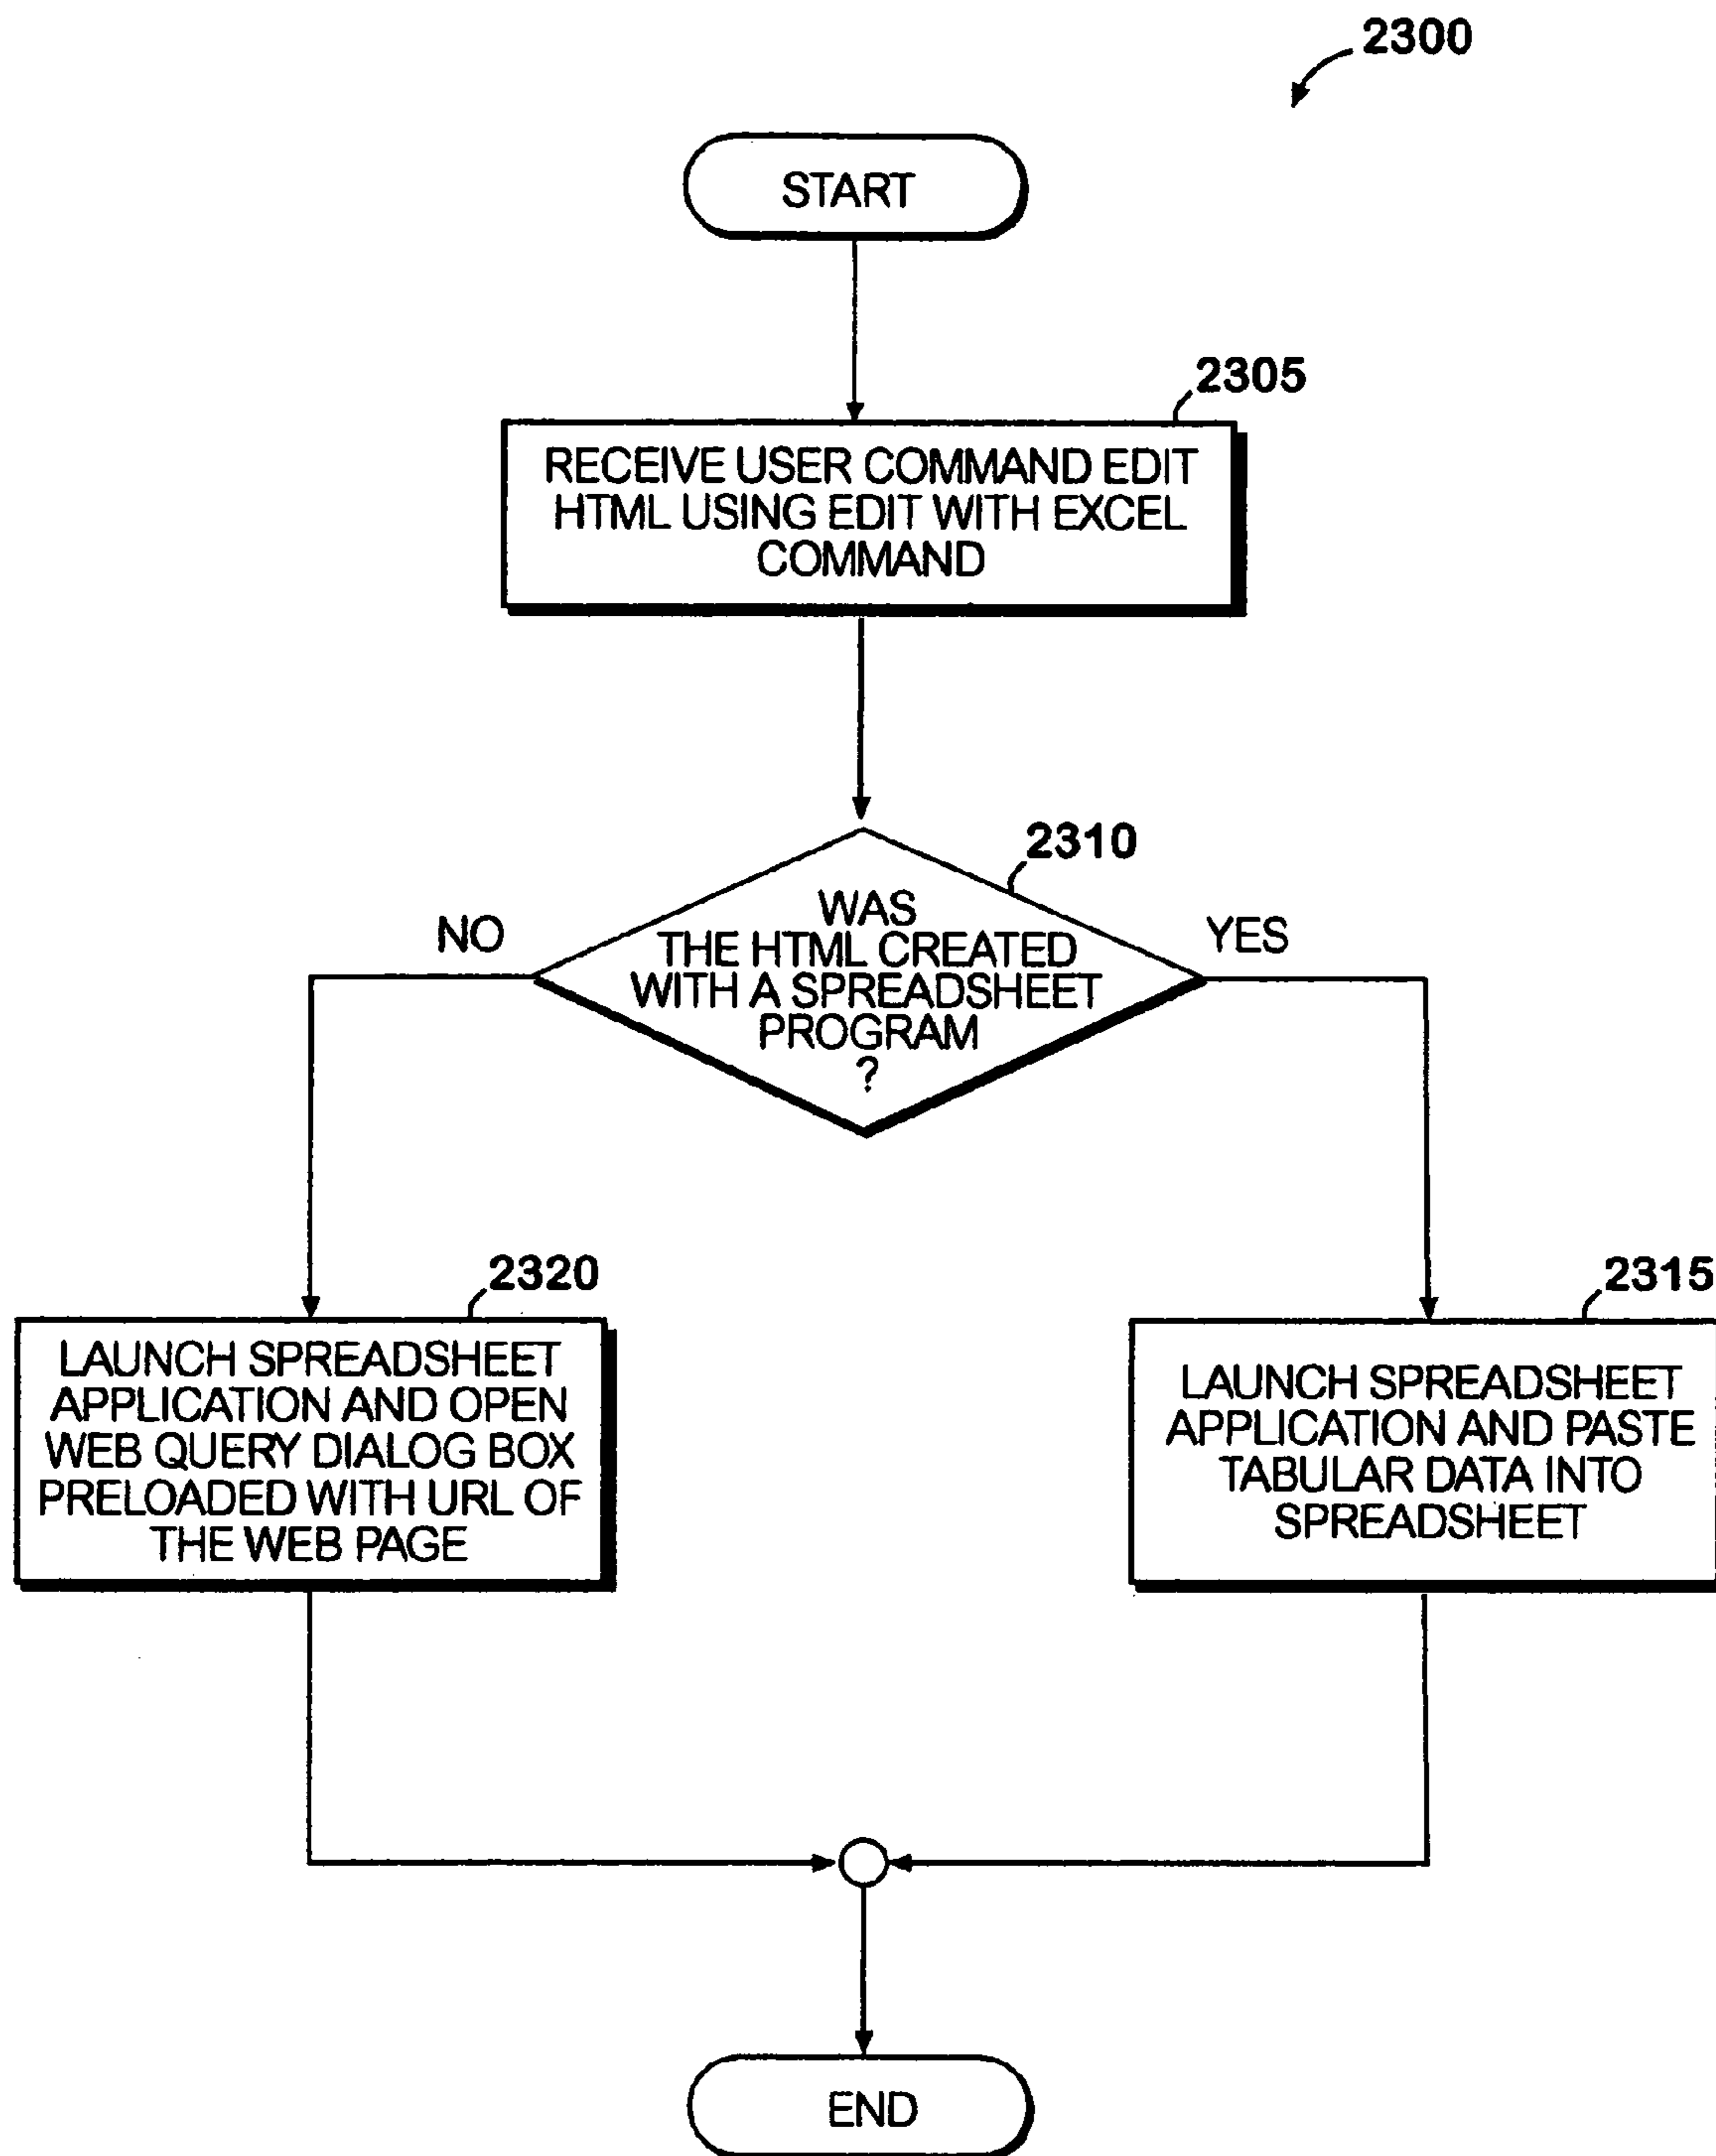 2300
START
2305
RECEIVE USER COMMAND EDIT
HTML USING EDIT WITH EXCEL
COMMAND
2310
WAS
THE HTML CREATED
WITH A SPREADSHEET
PROGRAM
?
NO
YES
2320
LAUNCH SPREADSHEET
APPLICATION AND OPEN
WEB QUERY DIALOG BOX
PRELOADED WITH URL OF
THE WEB PAGE
2315
LAUNCH SPREADSHEET
APPLICATION AND PASTE
TABULAR DATA INTO
SPREADSHEET
END